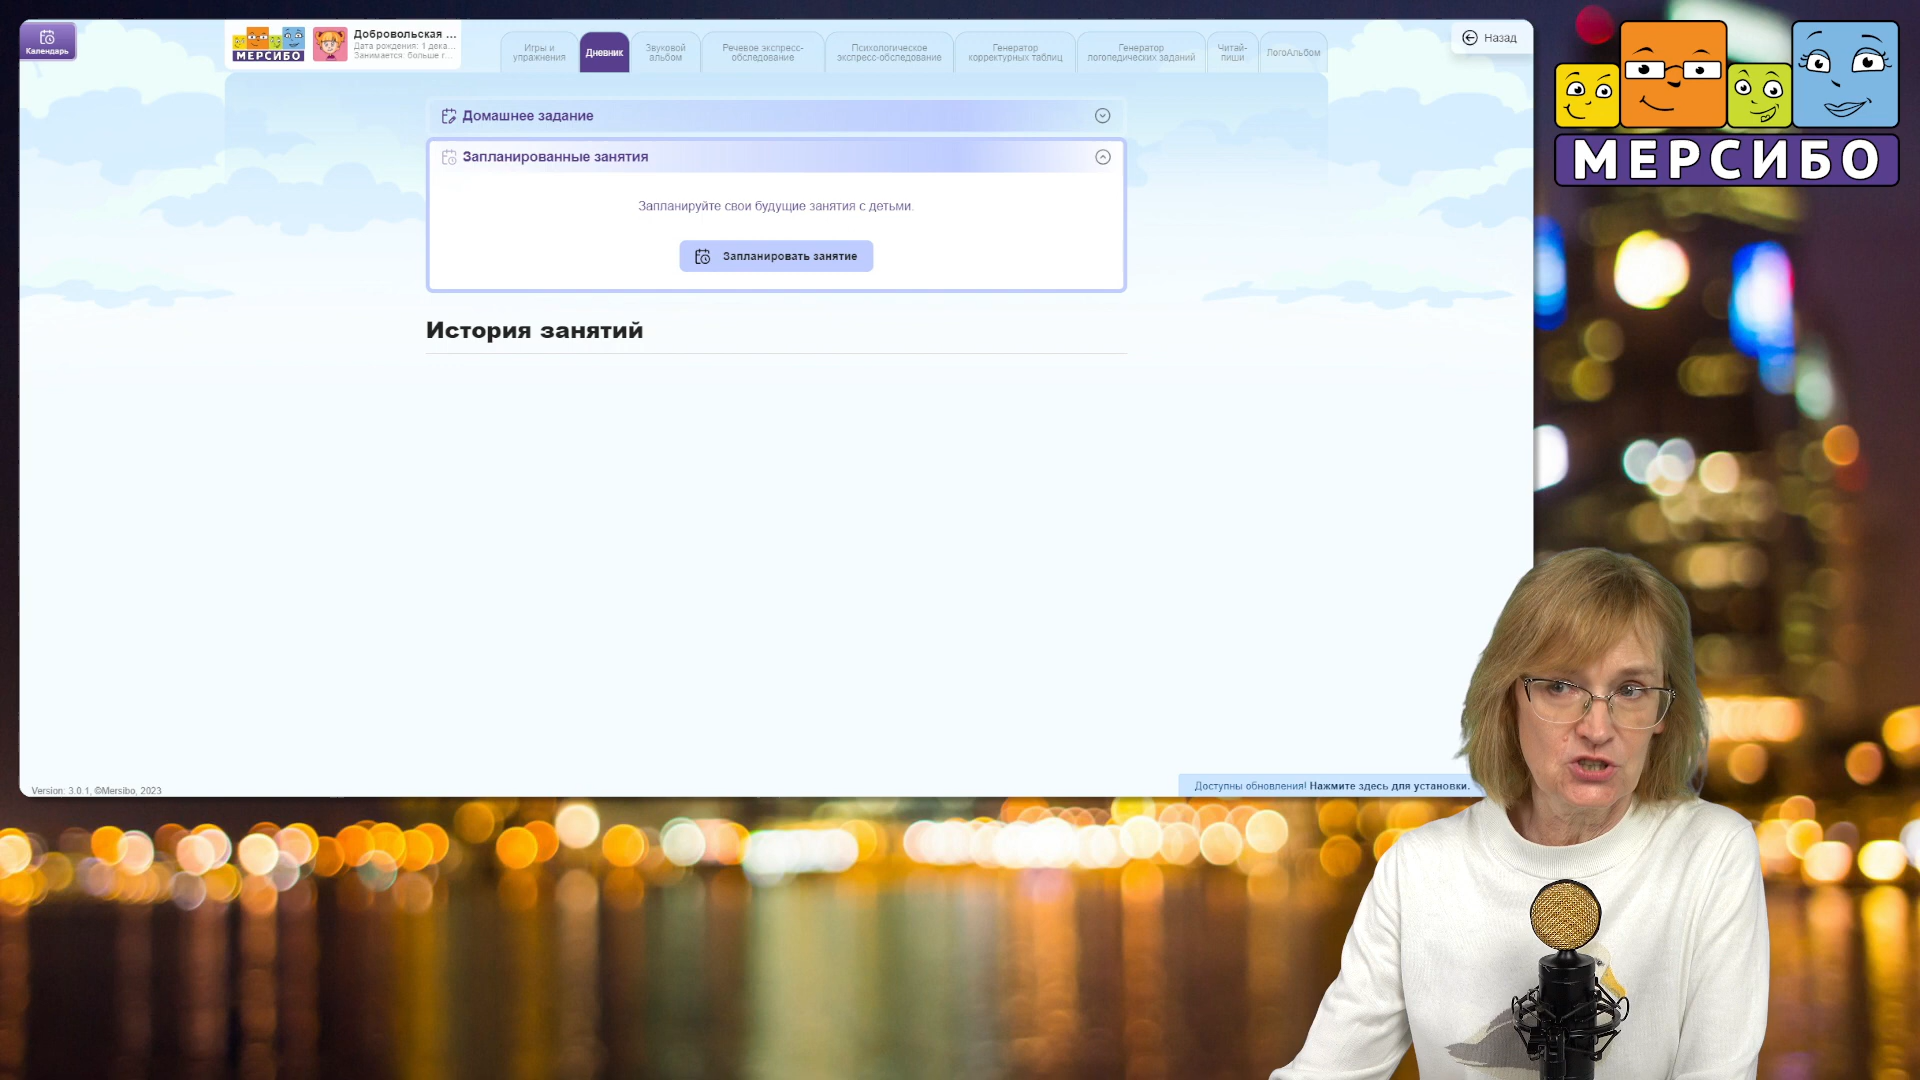 Календарь
МЕРСИБО
Добровольская ...
Дата рождения: 1 дека...
Занимается: больше г...
Игры и
упражнения
Дневник
Звуковой
альбом
Речевое экспресс-
обследование
Психологическое
экспресс-обследование
Генератор
корректурных таблиц
Генератор
логопедических заданий
Читай-
пиши
ЛогоАльбом
Назад
МЕРСИБО
Домашнее задание
Запланированные занятия
Запланируйте свои будущие занятия с детьми.
Запланировать занятие
История занятий
Version: 3.0.1, ©Mersibo, 2023
Доступны обновления! Нажмите здесь для установки.